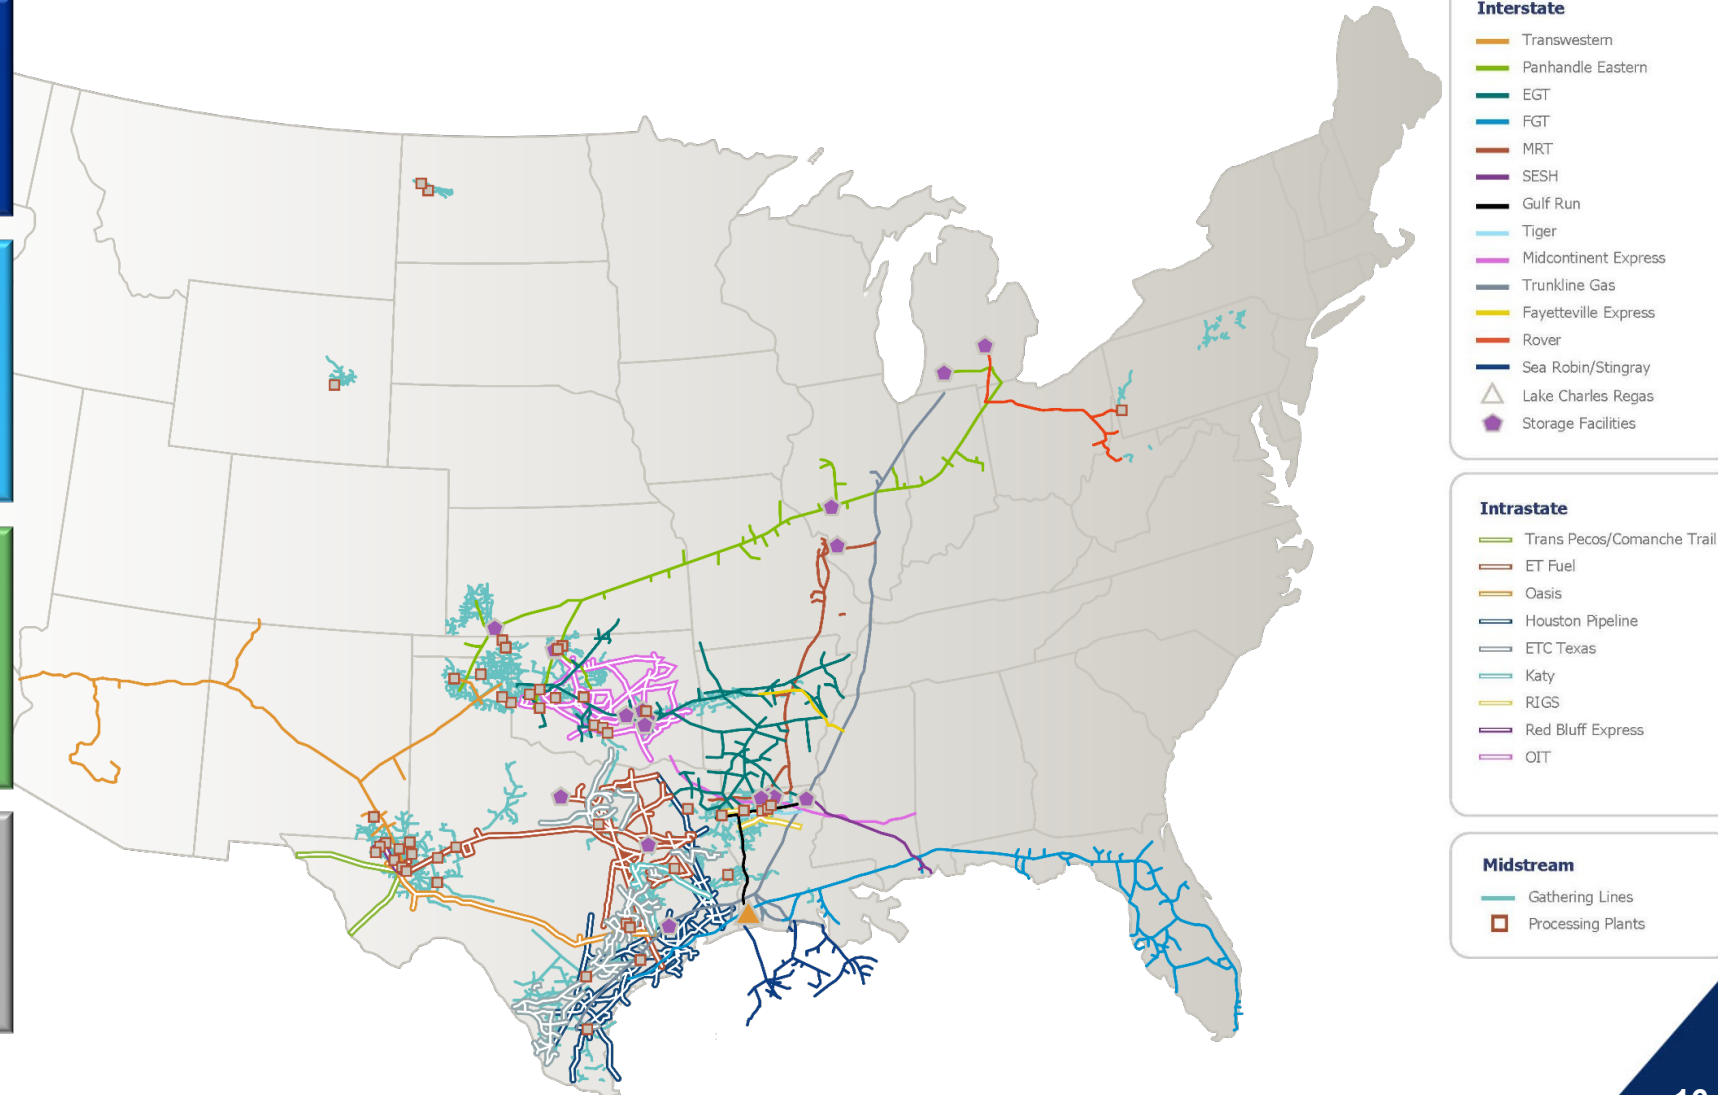 Interstate
Transwestern
Panhandle Eastern
EGT
FGT
MRT
SESH
Gulf Run
Tiger
Midcontinent Express
Trunkline Gas
Fayetteville Express
Rover
Sea Robin/Stingray
Lake Charles Regas
Storage Facilities
Intrastate
Trans Pecos/Comanche Trail
ET Fuel
Oasis
Houston Pipeline
ETC Texas
Katy
RIGS
Red Bluff Express
OIT
Midstream
Gathering Lines
Processing Plants